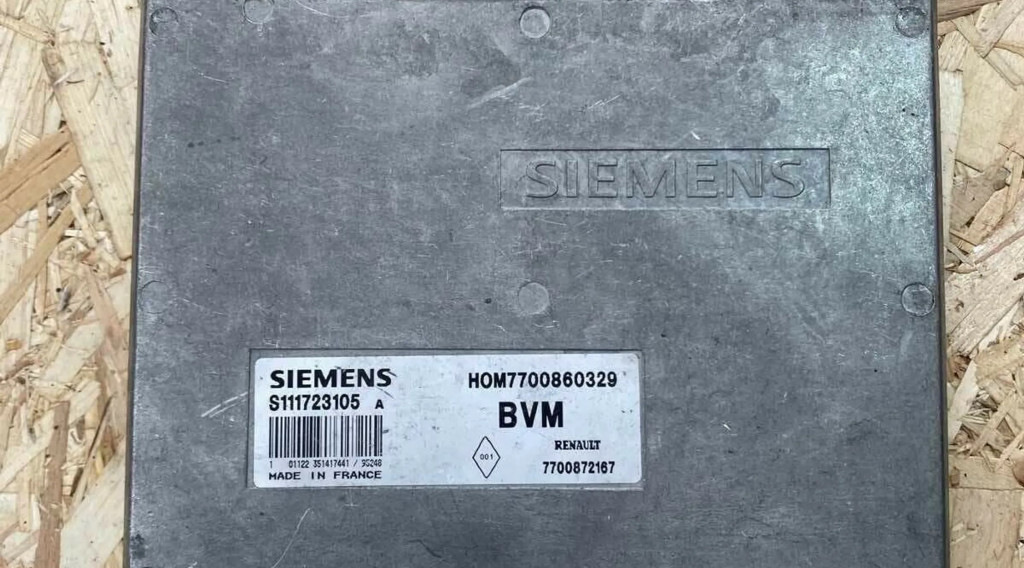 SIEMENS
SIEMENS
S111723105 A
1 01122 351417441 / 95248
MADE IN FRANCE
HOM7700860329
BVM
001
RENAULT
7700872167